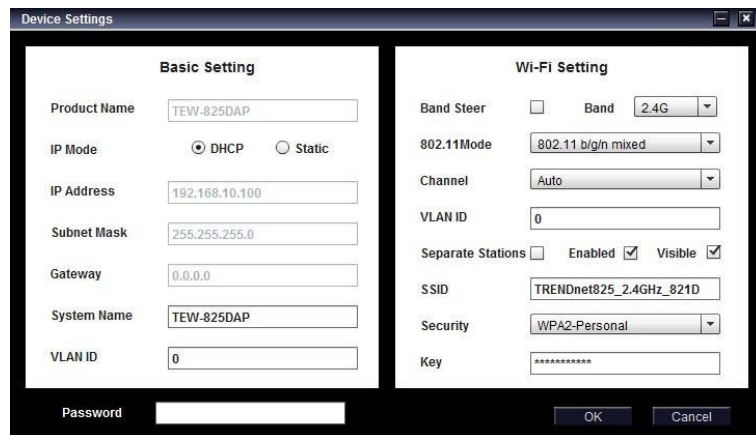 Device Settings
Basic Setting
Product Name TEW-825DAP
IP Mode DHCP Static
IP Address 192.168.10.100
Subnet Mask 255.255.255.0
Gateway 0.0.0.0
System Name TEW-825DAP
VLAN ID 0
Wi-Fi Setting
Band Steer Band 2.4G
802.11Mode 802.11 b/g/n mixed
Channel Auto
VLAN ID 0
Separate Stations Enabled Visible
SSID TRENDnet825_2.4GHz_821D
Security WPA2-Personal
Key ***********
Password
OK Cancel